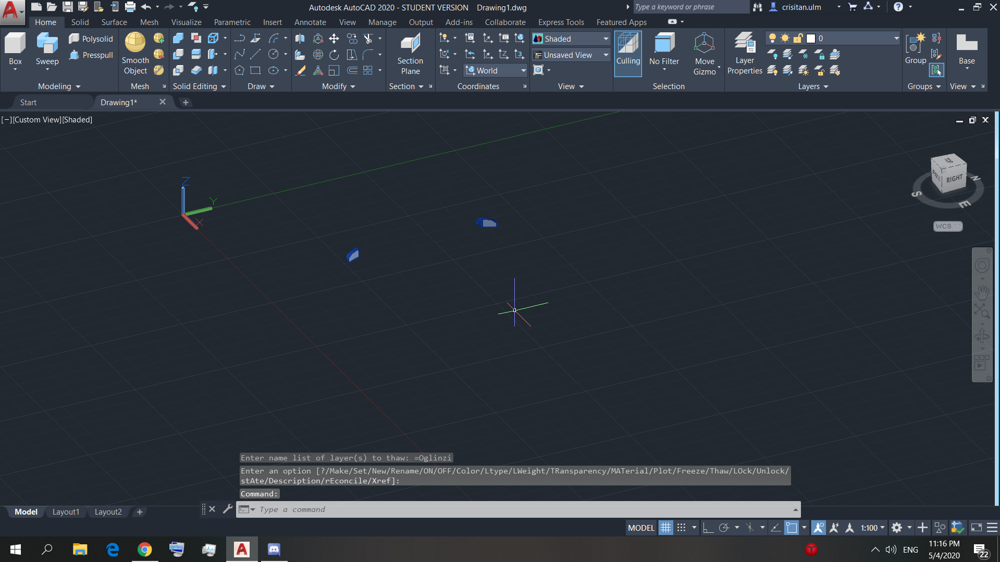 Autodesk AutoCAD 2020 - STUDENT VERSION Drawing1.dwg
Type a keyword or phrase
crisitan.ulm
Home Solid Surface Mesh Visualize Parametric Insert Annotate View Manage Output Add-ins Collaborate Express Tools Featured Apps
Box
Sweep
Polysolid
Presspull
Modeling
Smooth
Object
Mesh
Solid Editing
Draw
Modify
Section
Plane
Section
World
Coordinates
Shaded
Unsaved View
View
Culling
No Filter
Move
Gizmo
Selection
Layer
Properties
0
Layers
Group
Groups
Base
View
Start
Drawing1*
[−][Custom View][Shaded]
Z
Y
X
TOP
RIGHT
N
S
E
WCS
Enter name list of layer(s) to thaw: =Oglinzi
Enter an option [?/Make/Set/New/Rename/ON/OFF/Color/Ltype/LWeight/TRansparency/MATerial/Plot/Freeze/Thaw/LOck/Unlock/
stAte/Description/rEconcile/Xref]:
Command:
Type a command
Model Layout1 Layout2
MODEL
1:100
ENG
11:16 PM
5/4/2020
22